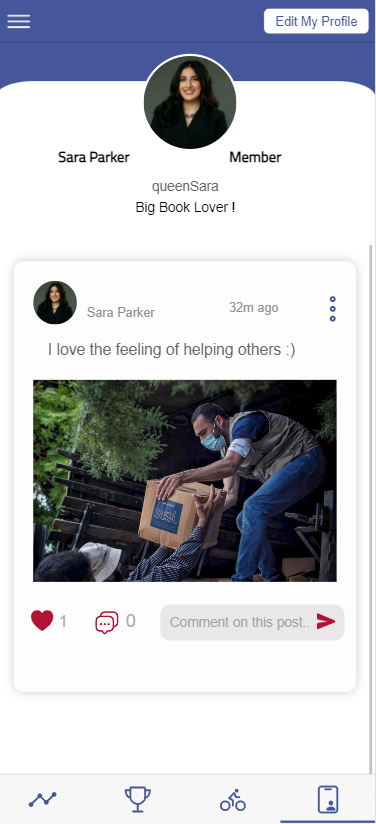 Edit My Profile
Sara Parker
Member
queenSara
Big Book Lover !
Sara Parker
32m ago
I love the feeling of helping others :)
1
0
Comment on this post..